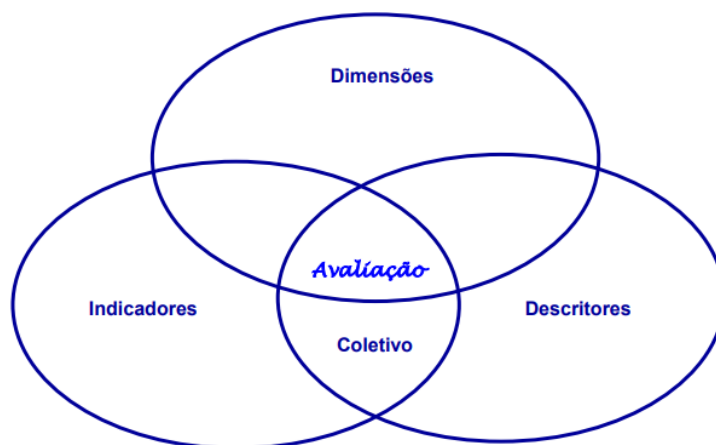 Dimensões
Avaliação
Indicadores
Descritores
Coletivo